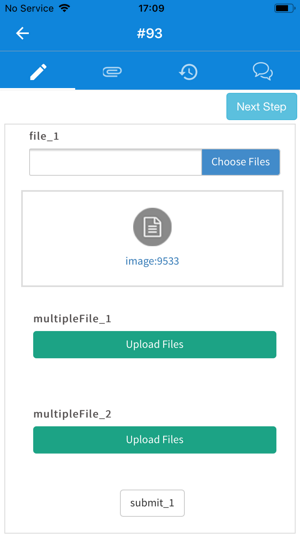 No Service 17:09
#93
Next Step
file_1
Choose Files
image:9533
multipleFile_1
Upload Files
multipleFile_2
Upload Files
submit_1